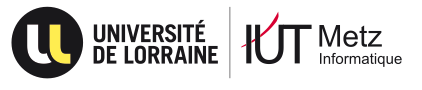 UNIVERSITÉ
DE LORRAINE
IUT Metz
Informatique